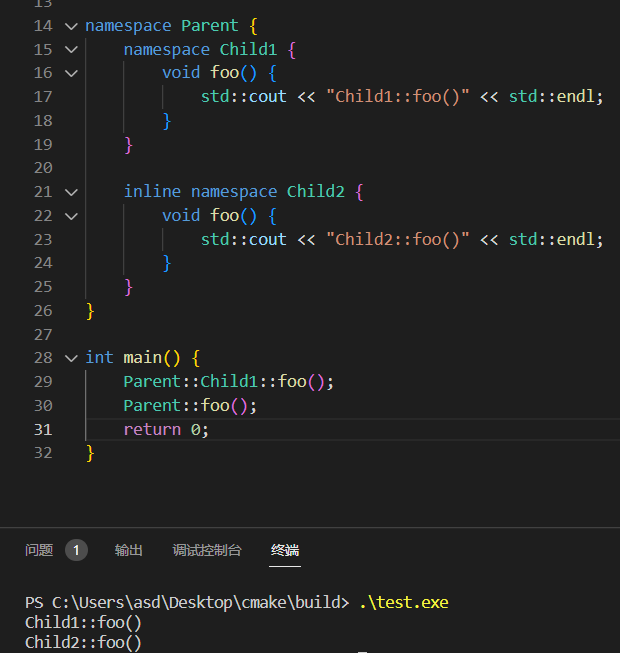 13
14 namespace Parent {
15 namespace Child1 {
16 void foo() {
17 std::cout << "Child1::foo()" << std::endl;
18 }
19 }
20
21 inline namespace Child2 {
22 void foo() {
23 std::cout << "Child2::foo()" << std::endl;
24 }
25 }
26 }
27
28 int main() {
29 Parent::Child1::foo();
30 Parent::foo();
31 return 0;
32 }
问题 1 输出 调试控制台 终端
PS C:\Users\asd\Desktop\cmake\build> .\test.exe
Child1::foo()
Child2::foo()